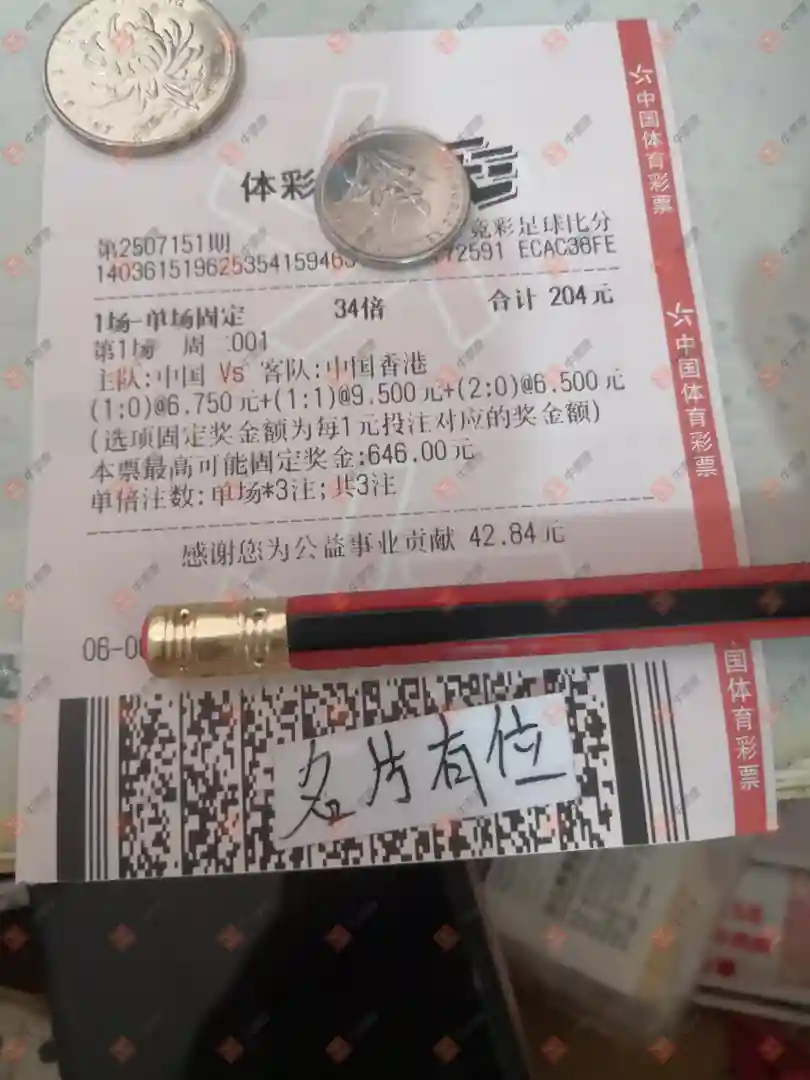 体彩
第2507151期
竞彩足球比分
14036151962535415946
72591 ECAC38FE
1场-单场固定 34倍 合计 204元
第1场 周二001
主队:中国 Vs 客队:中国香港
(1:0)@6.750元+(1:1)@9.500元+(2:0)@6.500元
(选项固定奖金额为每1元投注对应的奖金额)
本票最高可能固定奖金:646.00元
单倍注数:单场*3注;共3注
感谢您为公益事业贡献 42.84元
06-0
名片有位
中国体育彩票
中国体育彩票
国体育彩票